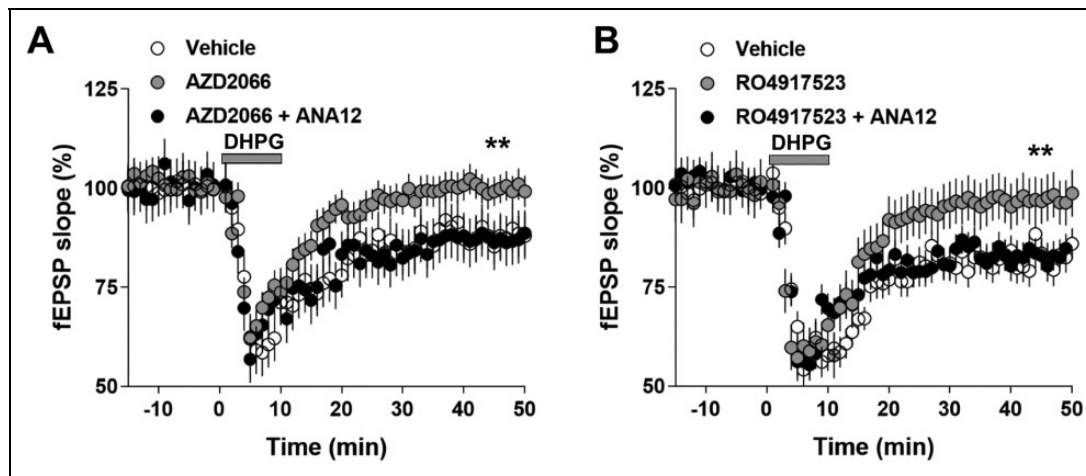 A
Vehicle
AZD2066
AZD2066 + ANA12
DHPG
**
125
100
75
50
fEPSP slope (%)
-10 0 10 20 30 40 50
Time (min)
B
Vehicle
RO4917523
RO4917523 + ANA12
DHPG
**
125
100
75
50
fEPSP slope (%)
-10 0 10 20 30 40 50
Time (min)